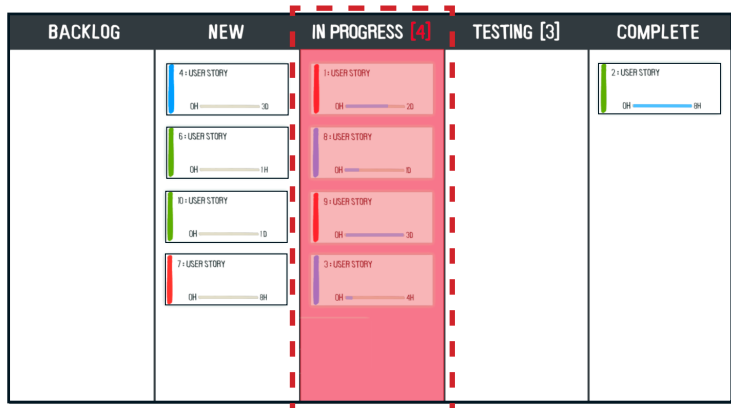 BACKLOG NEW IN PROGRESS [4] TESTING [3] COMPLETE
4: USER STORY
0H 3D
6: USER STORY
0H 1H
10: USER STORY
0H 1D
7: USER STORY
0H 8H
1: USER STORY
0H 2D
8: USER STORY
0H 1D
9: USER STORY
0H 3D
3: USER STORY
0H 4H
2: USER STORY
0H 8H